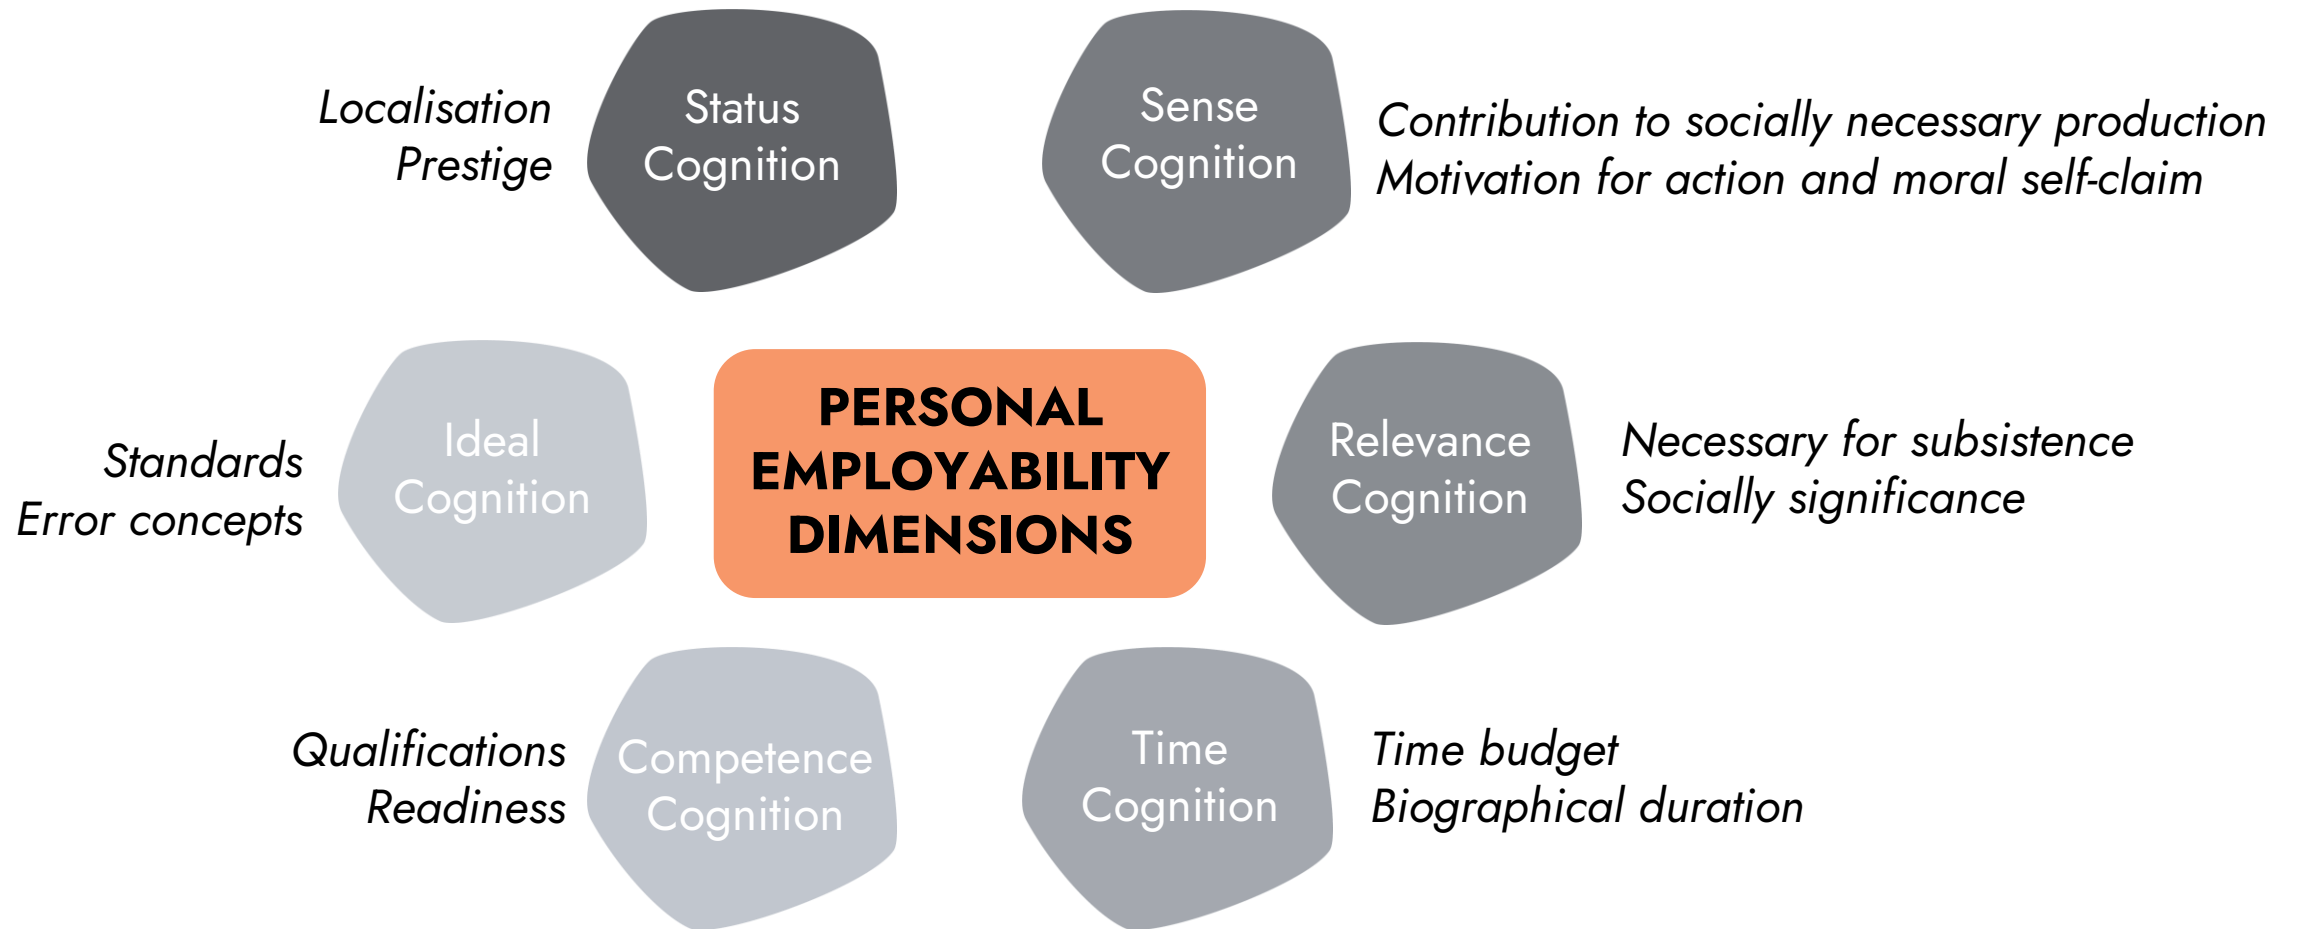 Localisation
Prestige
Status
Cognition
Sense
Cognition
Contribution to socially necessary production
Motivation for action and moral self-claim
Standards
Error concepts
Ideal
Cognition
PERSONAL
EMPLOYABILITY
DIMENSIONS
Relevance
Cognition
Necessary for subsistence
Socially significance
Qualifications
Readiness
Competence
Cognition
Time
Cognition
Time budget
Biographical duration